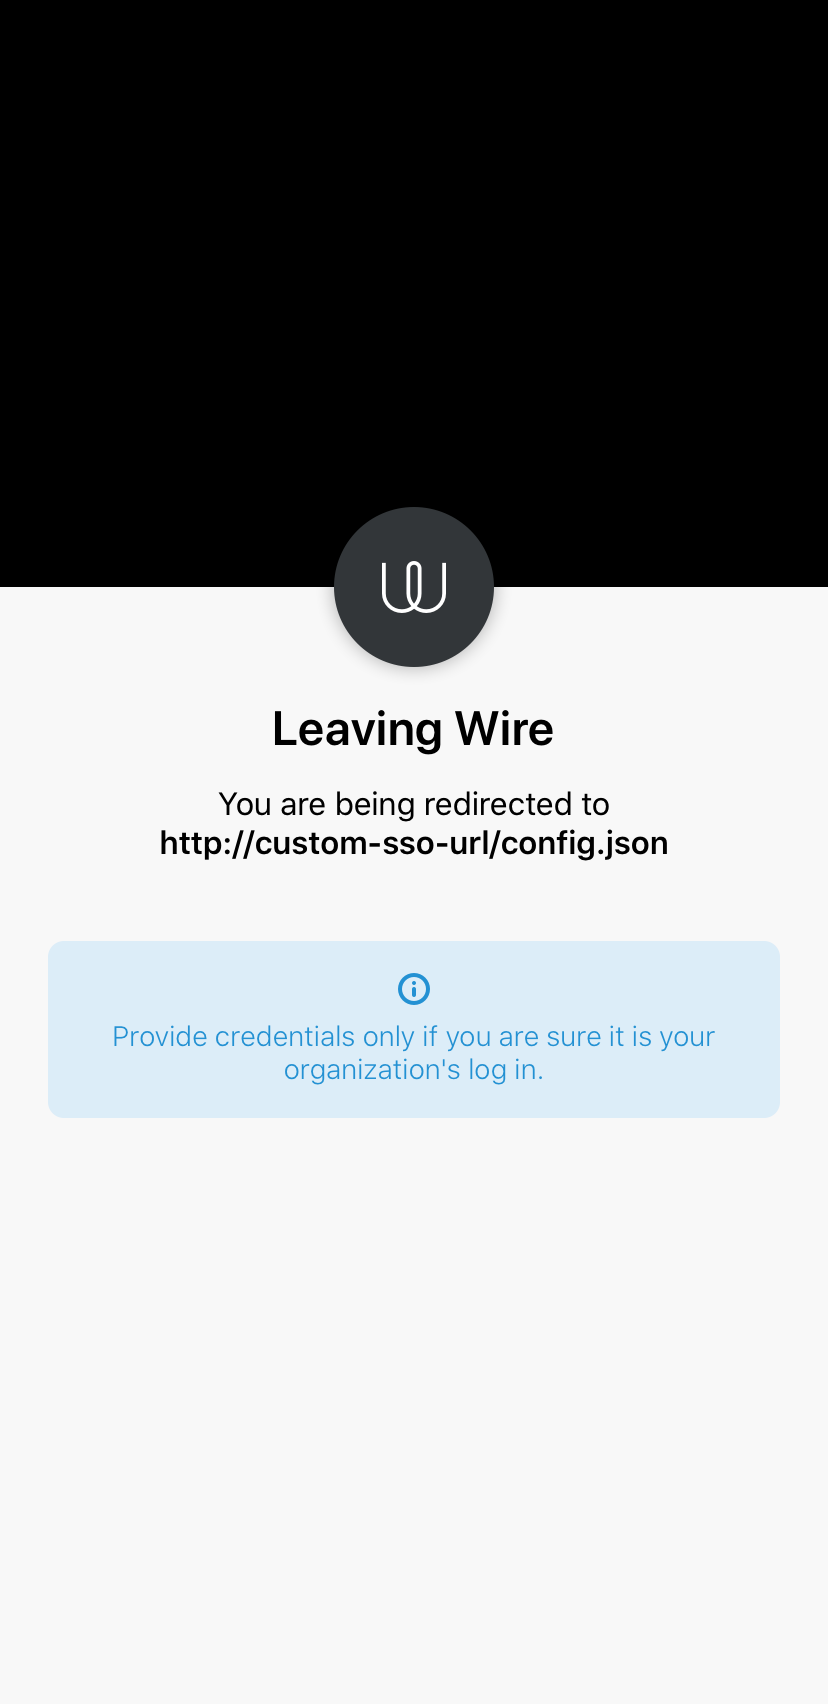 Leaving Wire
You are being redirected to
http://custom-sso-url/config.json
Provide credentials only if you are sure it is your
organization's log in.